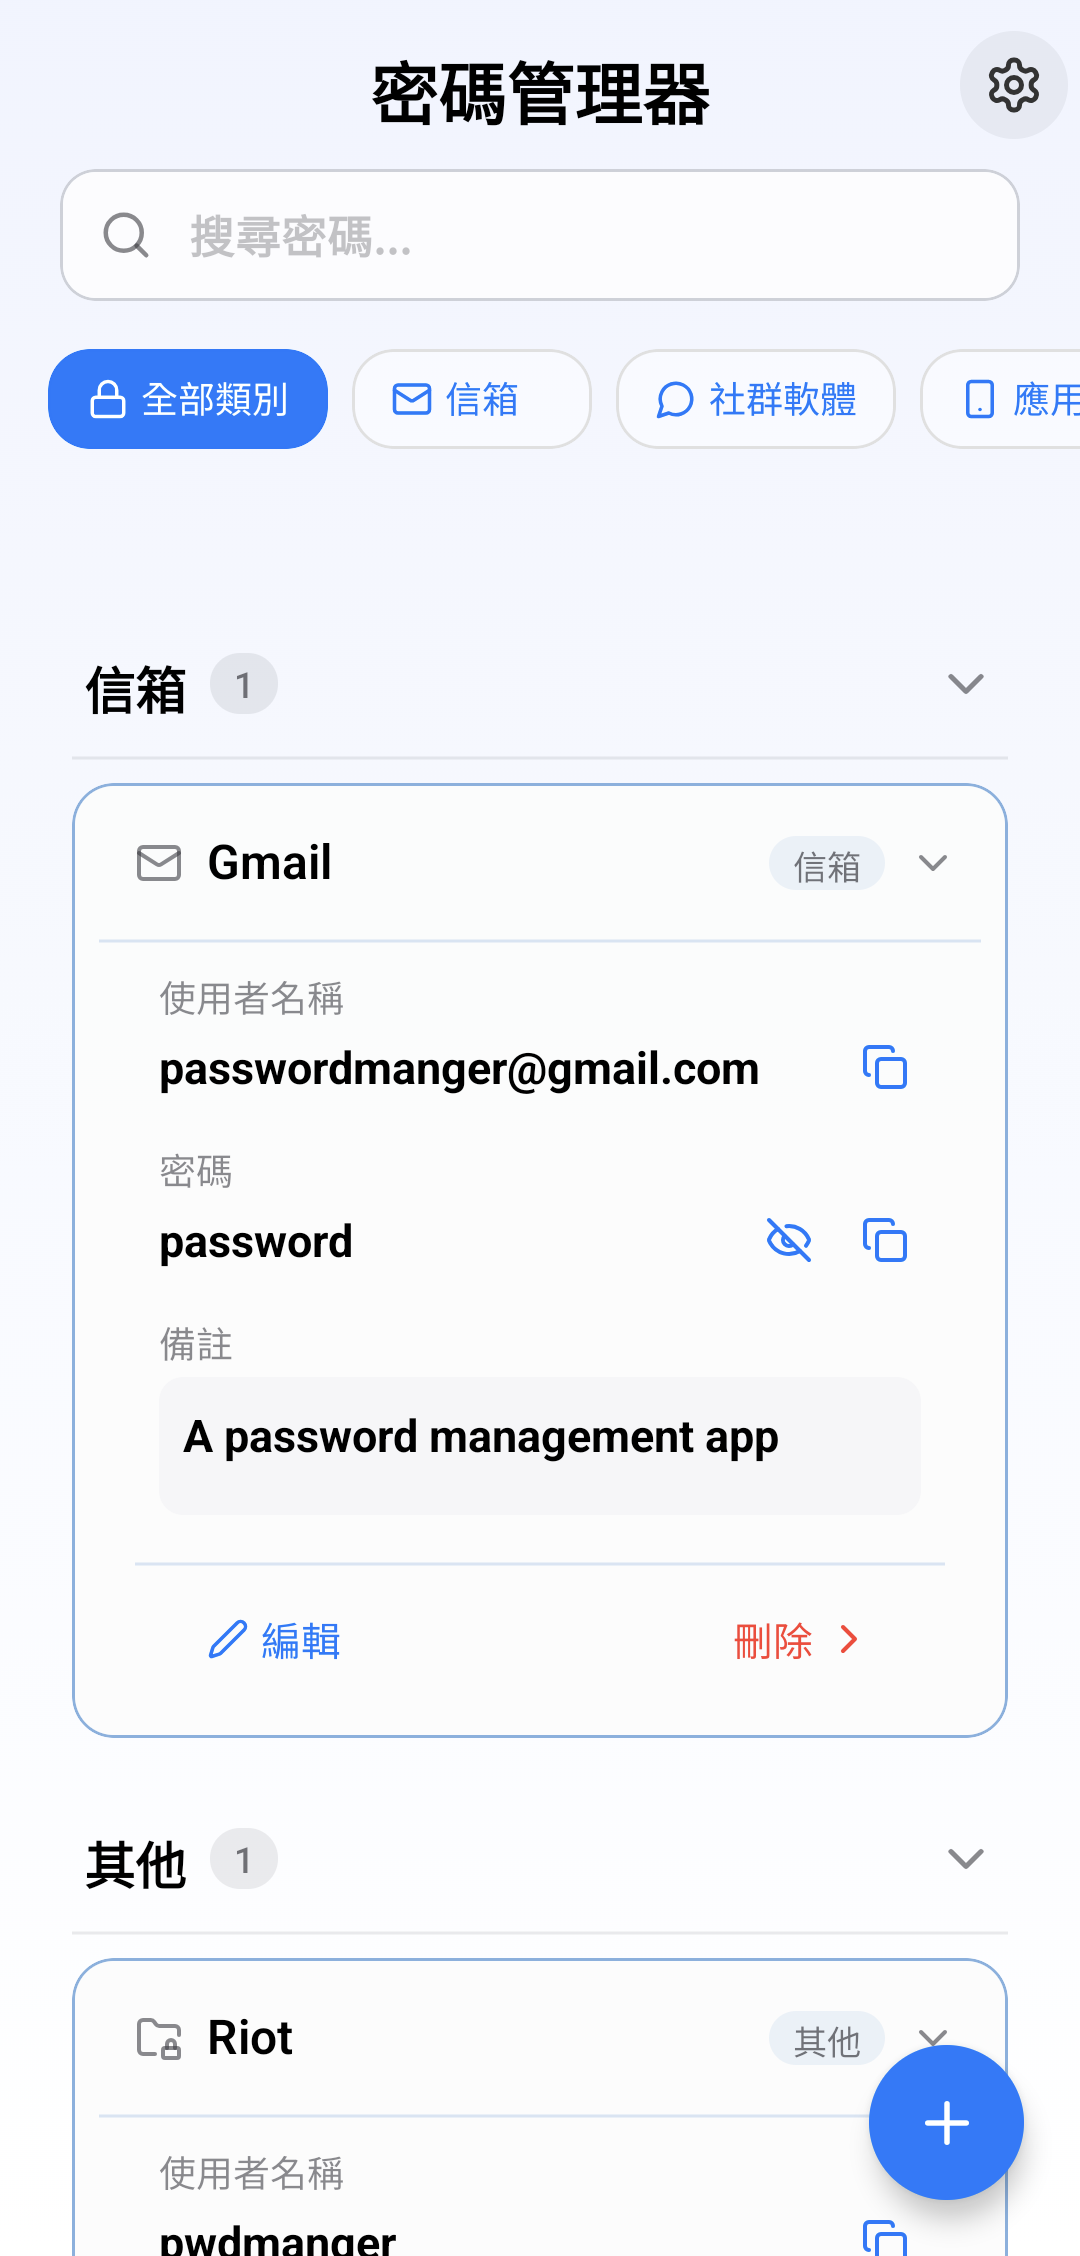 密碼管理器
搜尋密碼...
全部類別 信箱 社群軟體 應用
信箱 1
Gmail 信箱
使用者名稱
passwordmanger@gmail.com
密碼
password
備註
A password management app
編輯 刪除
其他 1
Riot 其他
使用者名稱
pwdmanger